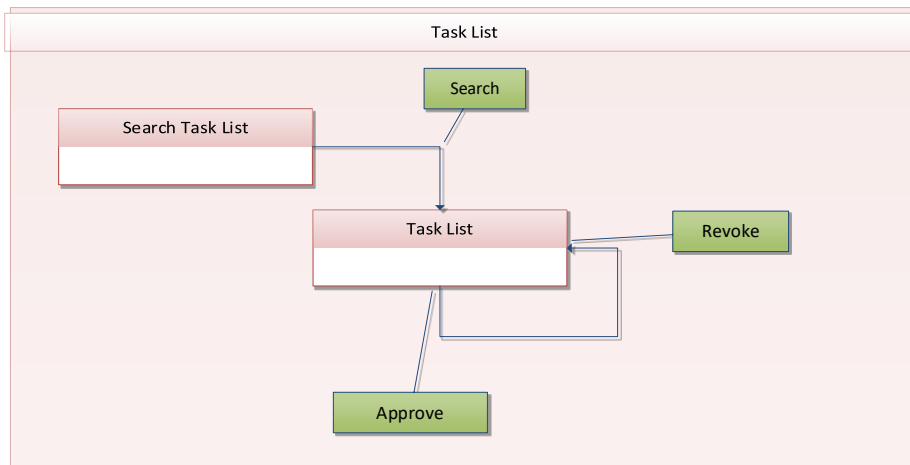 Task List
Search
Search Task List
Task List
Revoke
Approve